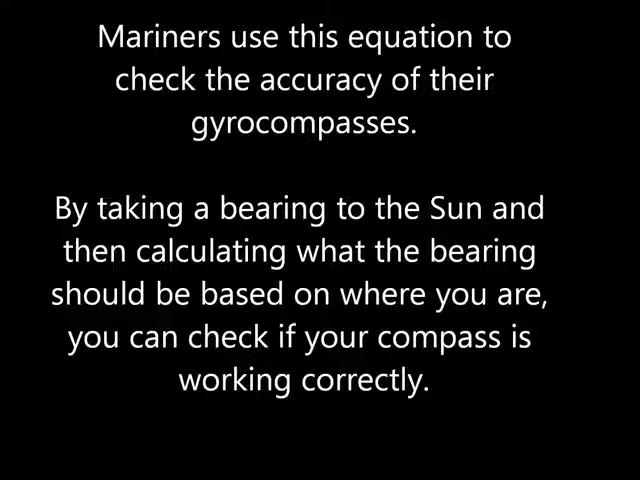 Mariners use this equation to
check the accuracy of their
gyrocompasses.
By taking a bearing to the Sun and
then calculating what the bearing
should be based on where you are,
you can check if your compass is
working correctly.